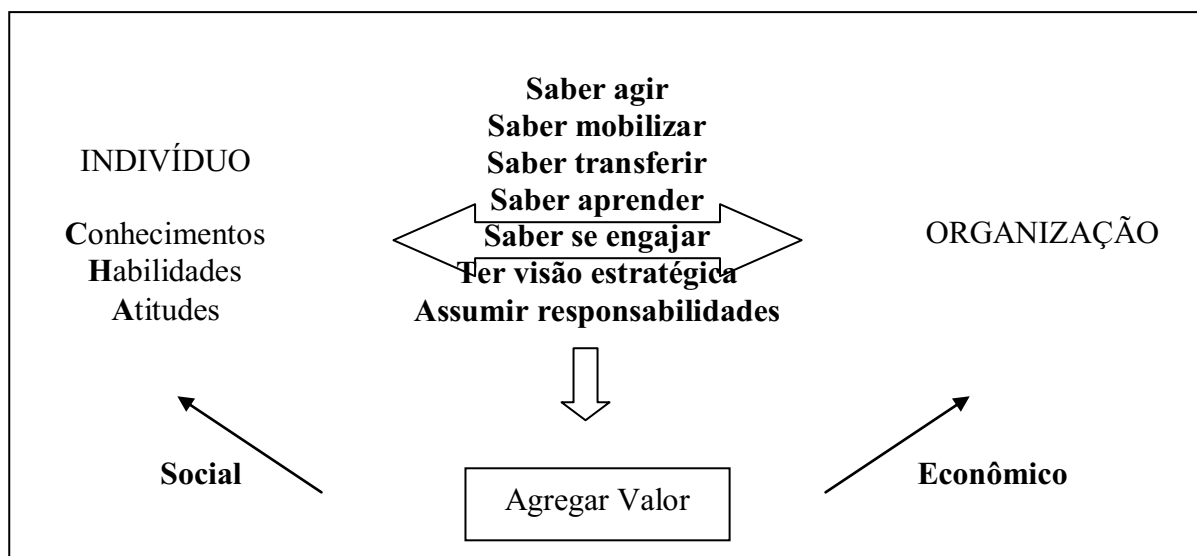 INDIVÍDUO
Conhecimentos
Habilidades
Atitudes
Saber agir
Saber mobilizar
Saber transferir
Saber aprender
Saber se engajar
Ter visão estratégica
Assumir responsabilidades
ORGANIZAÇÃO
Social
Agregar Valor
Econômico